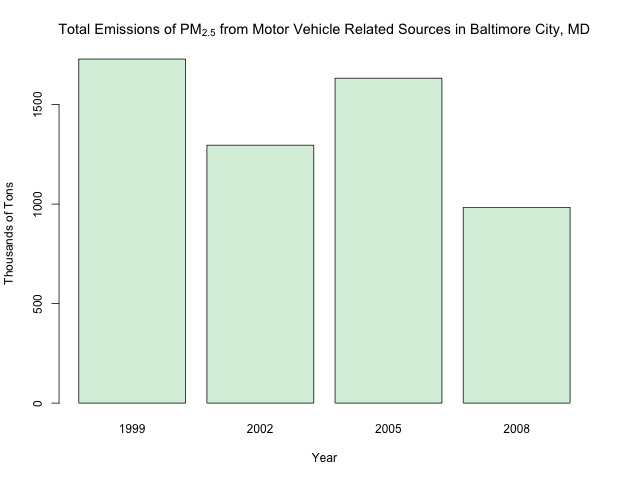 Total Emissions of PM2.5 from Motor Vehicle Related Sources in Baltimore City, MD
Thousands of Tons
1500
1000
500
0
1999 2002 2005 2008
Year